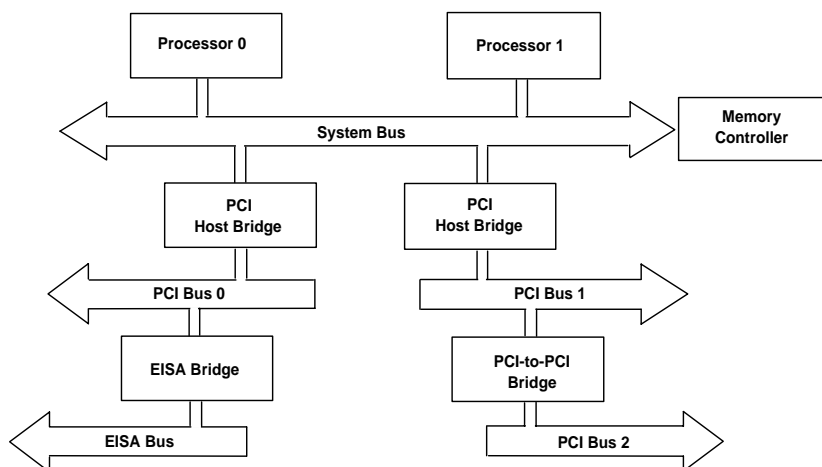 Processor 0
Processor 1
System Bus
Memory
Controller
PCI
Host Bridge
PCI
Host Bridge
PCI Bus 0
PCI Bus 1
EISA Bridge
PCI-to-PCI
Bridge
EISA Bus
PCI Bus 2